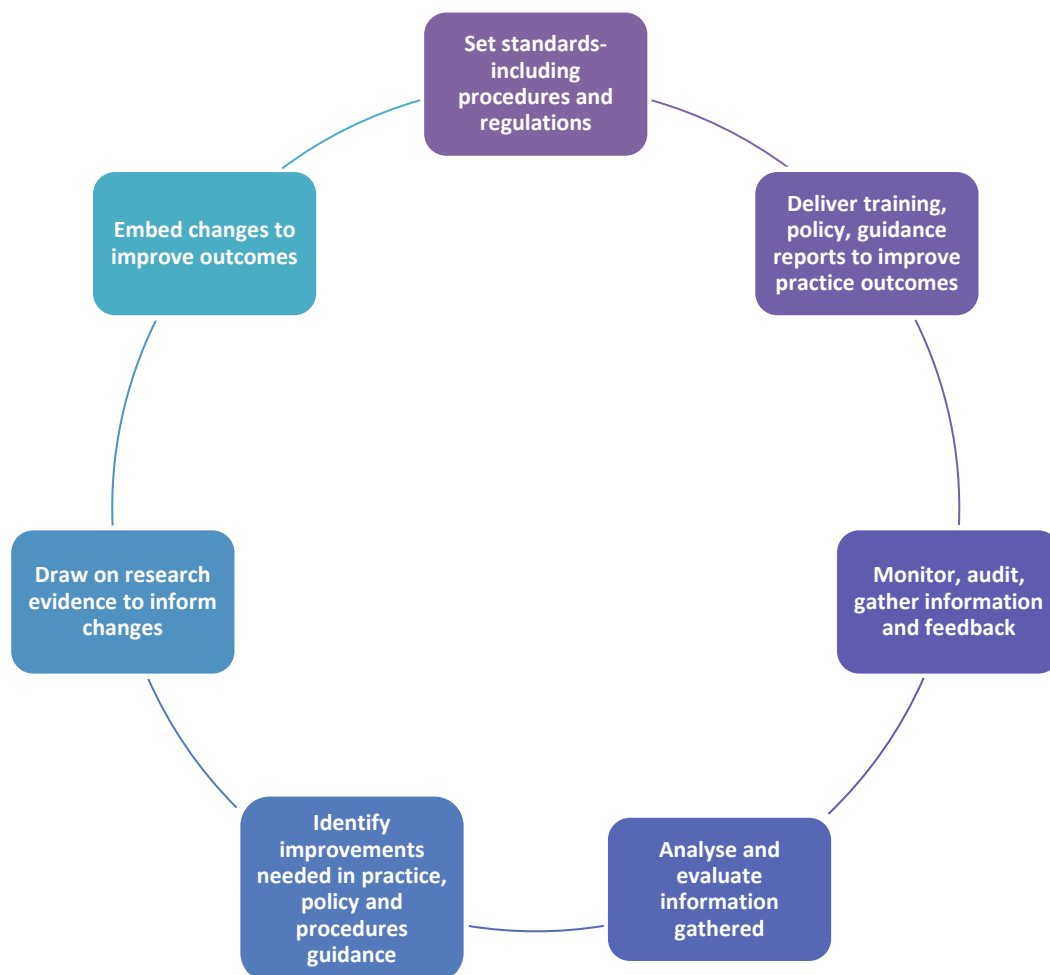 Set standards-
including
procedures and
regulations
Deliver training,
policy, guidance
reports to improve
practice outcomes
Monitor, audit,
gather information
and feedback
Analyse and
evaluate
information
gathered
Identify
improvements
needed in practice,
policy and
procedures
guidance
Draw on research
evidence to inform
changes
Embed changes to
improve outcomes